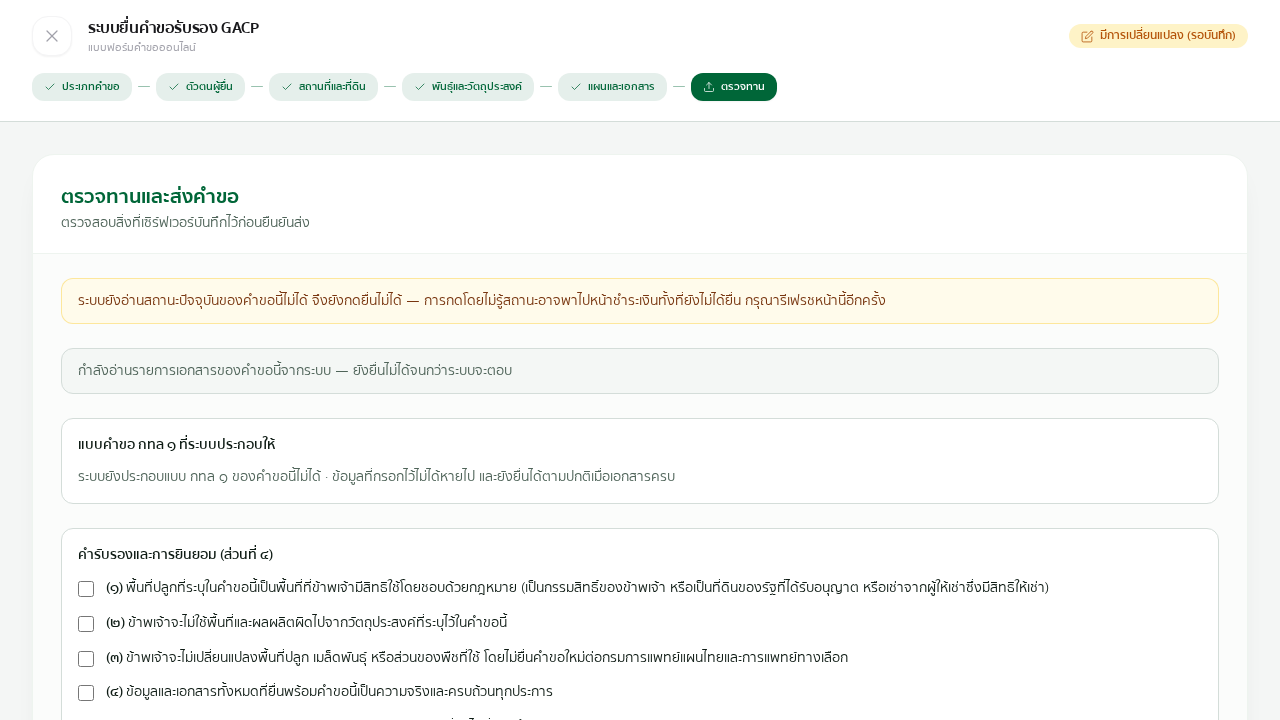 ระบบยื่นคำขอรับรอง GACP
แบบฟอร์มคำขอออนไลน์
มีการเปลี่ยนแปลง (รอบันทึก)
ประเภทคำขอ
ตัวตนผู้ยื่น
สถานที่และที่ดิน
พันธุ์และวัตถุประสงค์
แผนและเอกสาร
ตรวจทาน
ตรวจทานและส่งคำขอ
ตรวจสอบสิ่งที่เซิร์ฟเวอร์บันทึกไว้ก่อนยืนยันส่ง
ระบบยังอ่านสถานะปัจจุบันของคำขอนี้ไม่ได้ จึงยังกดยื่นไม่ได้ — การกดโดยไม่รู้สถานะอาจพาไปหน้าชำระเงินทั้งที่ยังไม่ได้ยื่น กรุณารีเฟรชหน้านี้อีกครั้ง
กำลังอ่านรายการเอกสารของคำขอนี้จากระบบ — ยังยื่นไม่ได้จนกว่าระบบจะตอบ
แบบคำขอ กทล ๑ ที่ระบบประกอบให้
ระบบยังประกอบแบบ กทล ๑ ของคำขอนี้ไม่ได้ · ข้อมูลที่กรอกไว้ไม่ได้หายไป และยังยื่นได้ตามปกติเมื่อเอกสารครบ
คำรับรองและการยินยอม (ส่วนที่ ๔)
(๑) พื้นที่ปลูกที่ระบุในคำขอนี้เป็นพื้นที่ที่ข้าพเจ้ามีสิทธิใช้โดยชอบด้วยกฎหมาย (เป็นกรรมสิทธิ์ของข้าพเจ้า หรือเป็นที่ดินของรัฐที่ได้รับอนุญาต หรือเช่าจากผู้ให้เช่าซึ่งมีสิทธิให้เช่า)
(๒) ข้าพเจ้าจะไม่ใช้พื้นที่และผลผลิตผิดไปจากวัตถุประสงค์ที่ระบุไว้ในคำขอนี้
(๓) ข้าพเจ้าจะไม่เปลี่ยนแปลงพื้นที่ปลูก เมล็ดพันธุ์ หรือส่วนของพืชที่ใช้ โดยไม่ยื่นคำขอใหม่ต่อกรมการแพทย์แผนไทยและการแพทย์ทางเลือก
(๔) ข้อมูลและเอกสารทั้งหมดที่ยื่นพร้อมคำขอนี้เป็นความจริงและครบถ้วนทุกประการ